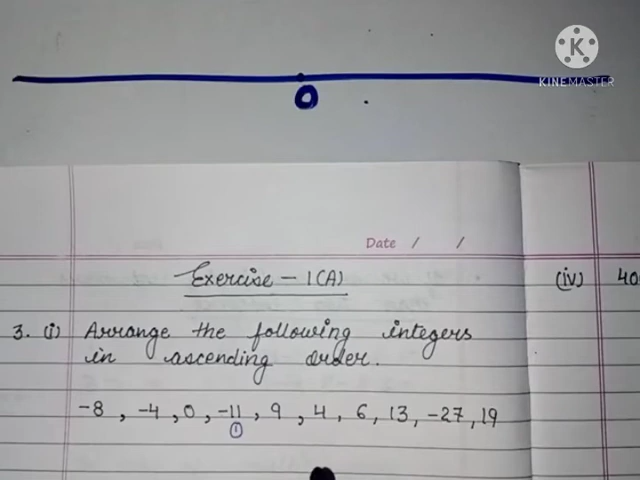 K
KINEMASTER
0
Date / /
Exercise - 1(A)
(iv) 40
3. (i) Arrange the following integers
in ascending order.
-8 , -4 , 0 , -11 , 9 , 4 , 6 , 13 , -27 , 19
1